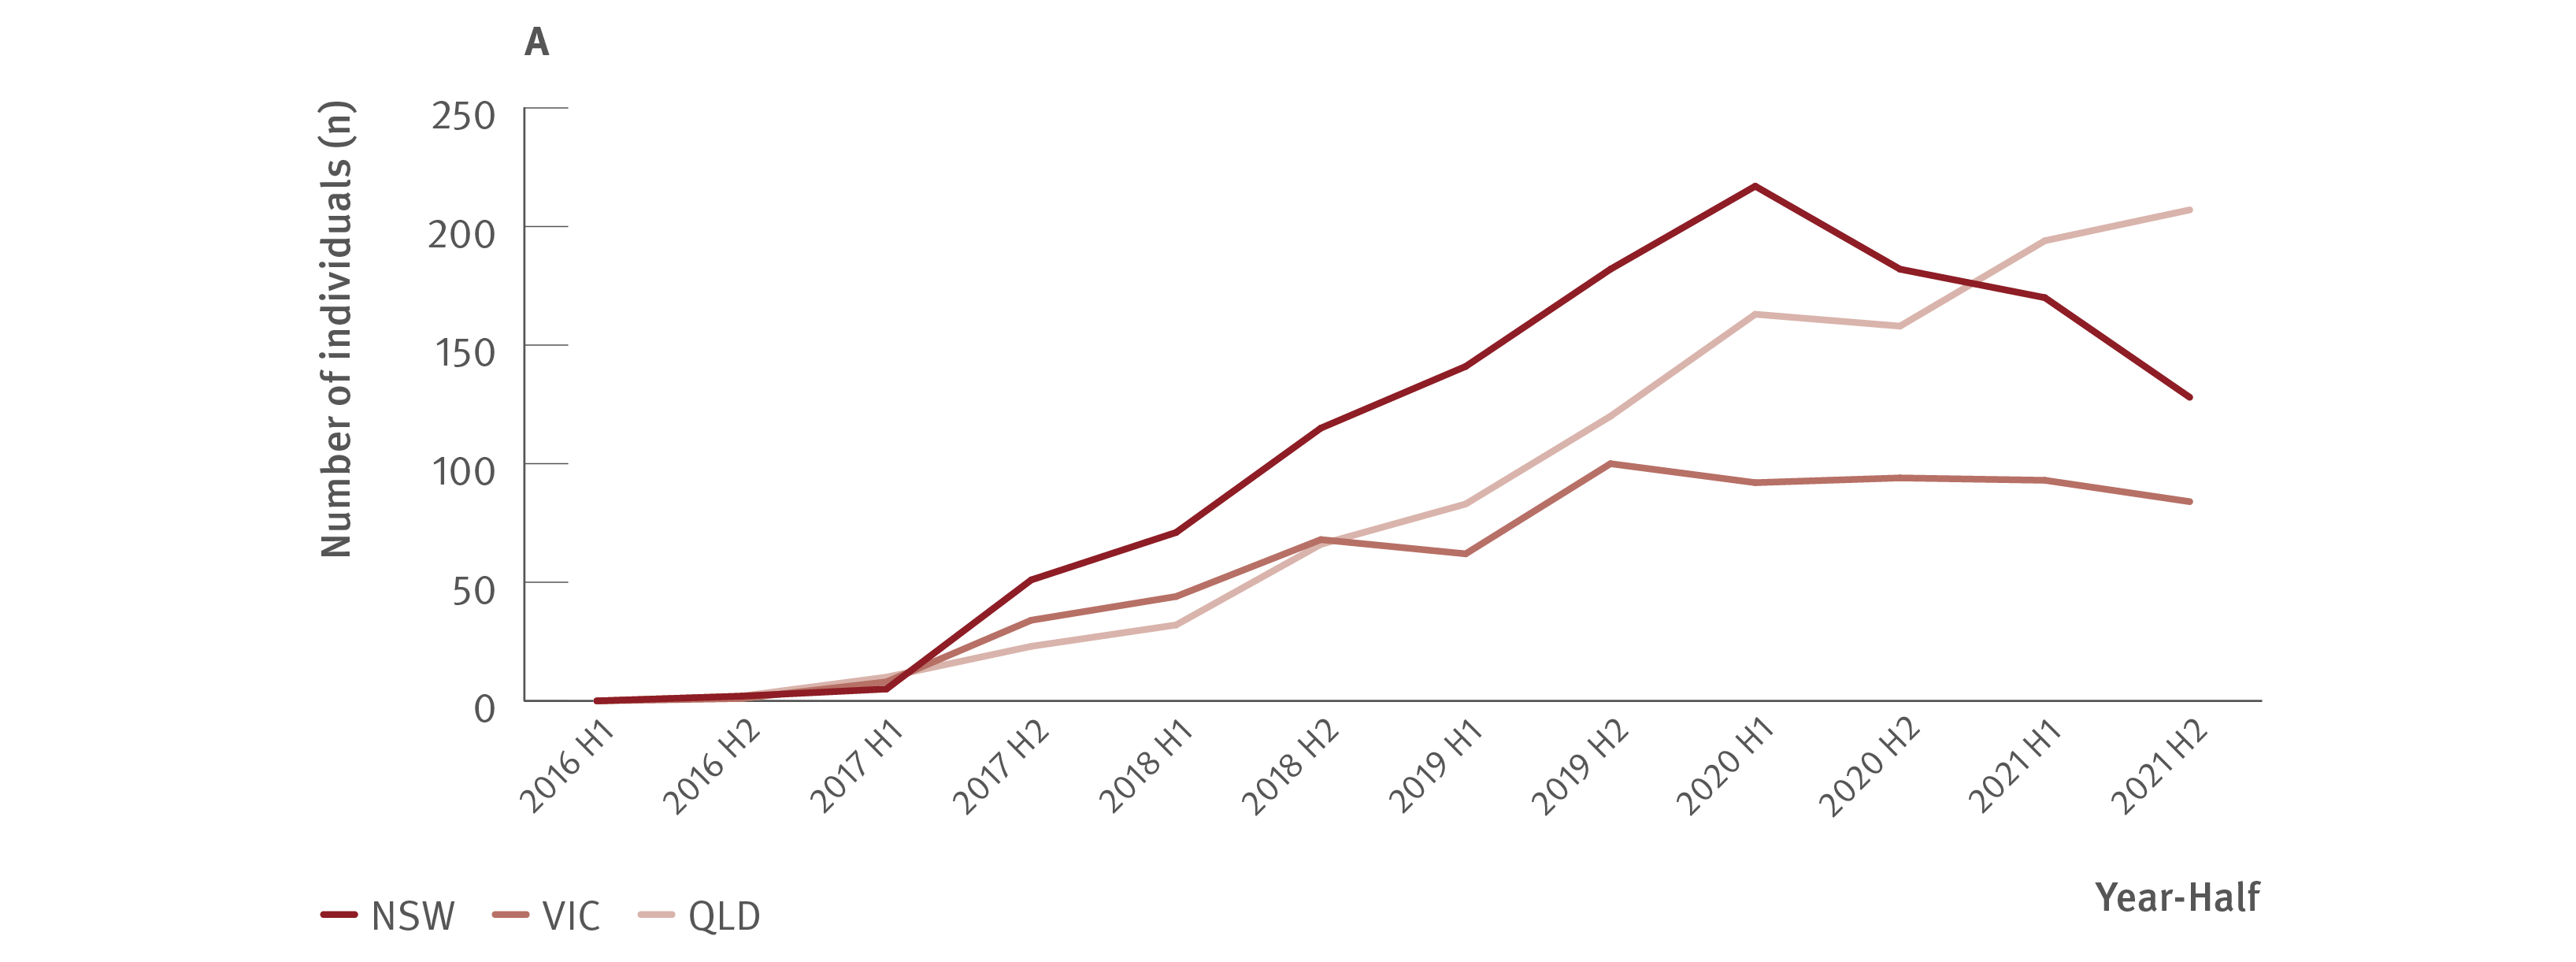 A
Number of individuals (n)
250
200
150
100
50
0
2016 H1
2016 H2
2017 H1
2017 H2
2018 H1
2018 H2
2019 H1
2019 H2
2020 H1
2020 H2
2021 H1
2021 H2
Year-Half
NSW VIC QLD